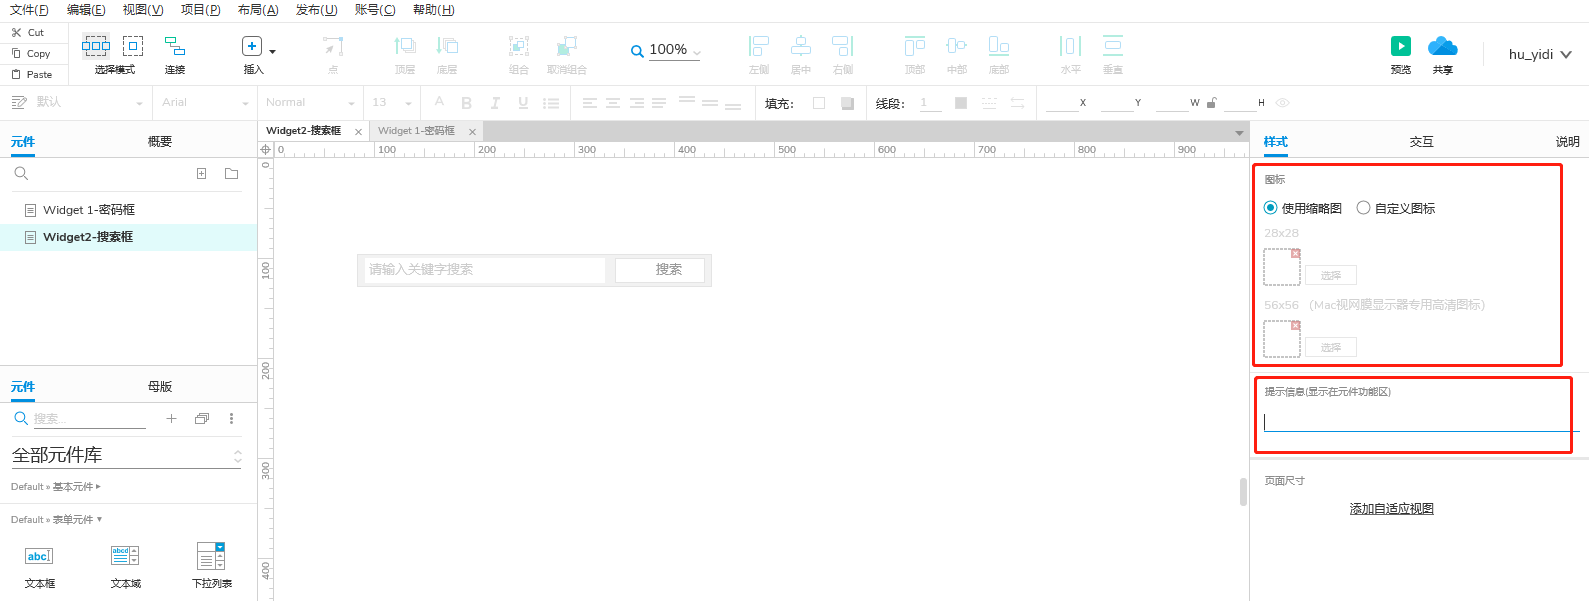 文件(F) 编辑(E) 视图(V) 项目(P) 布局(A) 发布(U) 账号(C) 帮助(H)
Cut
Copy
Paste
选择模式 连接 插入 点 顶层 底层 组合 取消组合 100% 左侧 居中 右侧 顶部 中部 底部 水平 垂直 预览 共享 hu_yidi
默认 Arial Normal 13 A B I U 填充: 线段: 1 X Y W H
元件 概要
Widget2-搜索框 Widget 1-密码框
样式 交互 说明
0 100 200 300 400 500 600 700 800 900
0
100
200
300
400
Widget 1-密码框
Widget2-搜索框
请输入关键字搜索 搜索
图标
使用缩略图 自定义图标
28x28
选择
56x56 (Mac视网膜显示器专用高清图标)
选择
提示信息(显示在元件功能区)
页面尺寸
添加自适应视图
元件 母版
搜索...
全部元件库
Default » 基本元件
Default » 表单元件
abc abcd
文本框 文本域 下拉列表